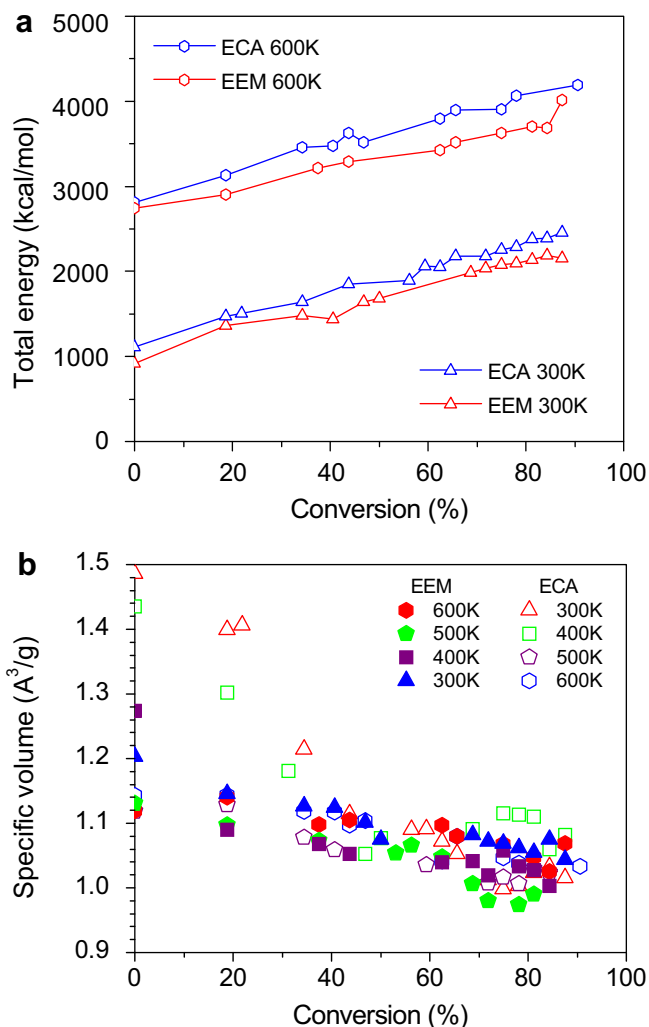 a
5000
4000
3000
2000
1000
0
Total energy (kcal/mol)
ECA 600K
EEM 600K
ECA 300K
EEM 300K
0 20 40 60 80 100
Conversion (%)
b
1.5
1.4
1.3
1.2
1.1
1.0
0.9
Specific volume (A³/g)
EEM ECA
600K 300K
500K 400K
400K 500K
300K 600K
0 20 40 60 80 100
Conversion (%)